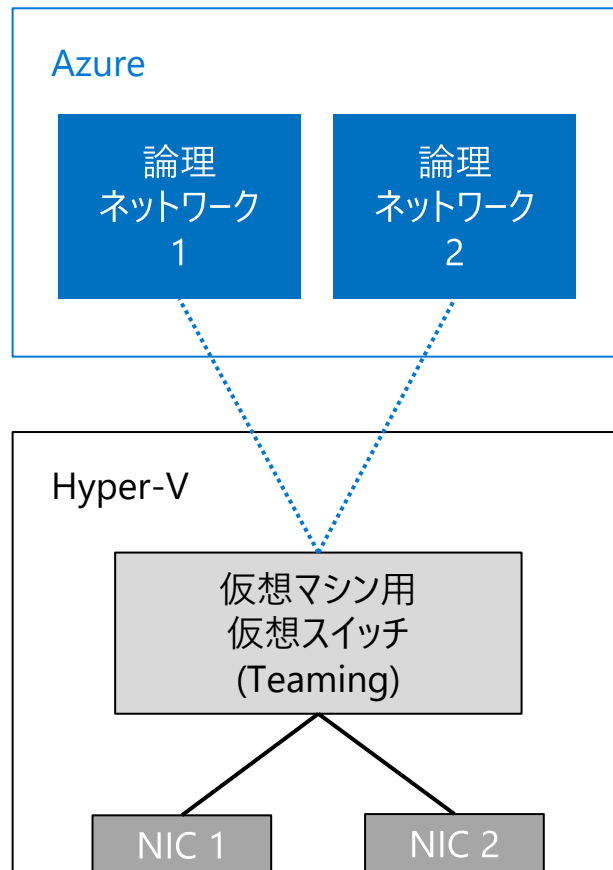 Azure
論理
ネットワーク
1
論理
ネットワーク
2
Hyper-V
仮想マシン用
仮想スイッチ
(Teaming)
NIC 1
NIC 2